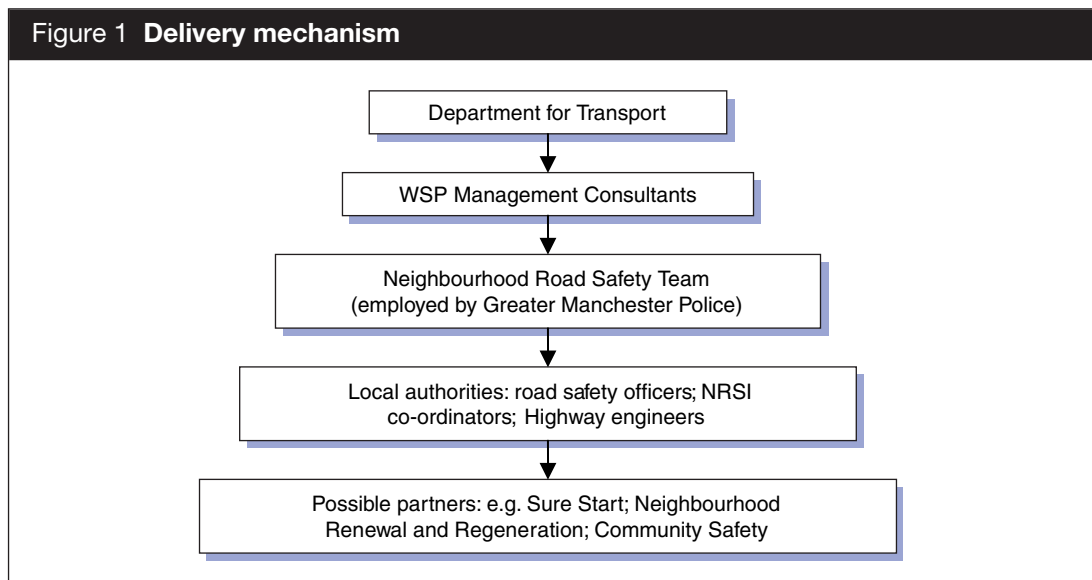 Figure 1 Delivery mechanism
Department for Transport
WSP Management Consultants
Neighbourhood Road Safety Team
(employed by Greater Manchester Police)
Local authorities: road safety officers; NRSI
co-ordinators; Highway engineers
Possible partners: e.g. Sure Start; Neighbourhood
Renewal and Regeneration; Community Safety